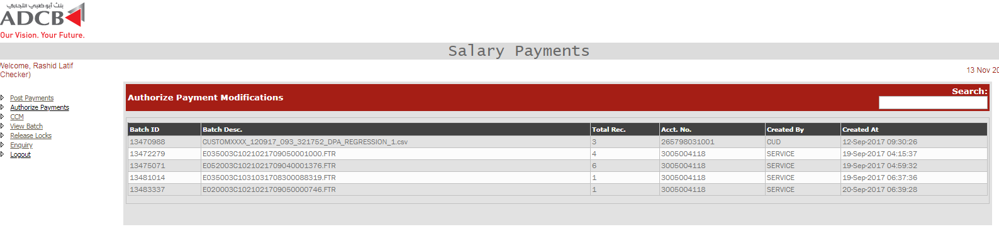 بنك أبوظبي التجاري
ADCB
Our Vision. Your Future.
Salary Payments
Welcome, Rashid Latif
Checker)
13 Nov 20
Post Payments
Authorize Payments
CCM
View Batch
Release Locks
Enquiry
Logout
Authorize Payment Modifications
Search:
Batch ID Batch Desc. Total Rec. Acct. No. Created By Created At
13470988 CUSTOMXXXX_120917_093_321752_DPA_REGRESSION_1.csv 3 265798031001 CUD 12-Sep-2017 09:30:26
13472279 E035003C1021021709050001000.FTR 4 3005004118 SERVICE 19-Sep-2017 04:15:37
13475071 E052003C1021021709040001376.FTR 6 3005004118 SERVICE 19-Sep-2017 04:59:32
13481014 E035003C1031031708300088319.FTR 1 3005004118 SERVICE 19-Sep-2017 06:37:36
13483337 E020003C1021021709050000746.FTR 1 3005004118 SERVICE 20-Sep-2017 06:39:28